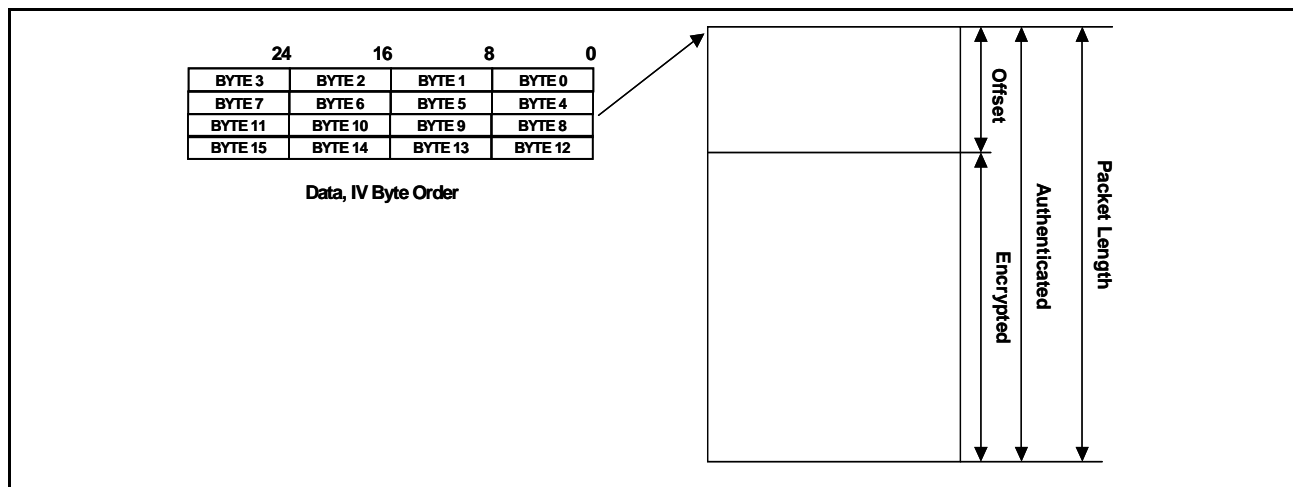 24 16 8 0
BYTE 3 BYTE 2 BYTE 1 BYTE 0
BYTE 7 BYTE 6 BYTE 5 BYTE 4
BYTE 11 BYTE 10 BYTE 9 BYTE 8
BYTE 15 BYTE 14 BYTE 13 BYTE 12
Data, IV Byte Order
Offset
Encrypted
Authenticated
Packet Length